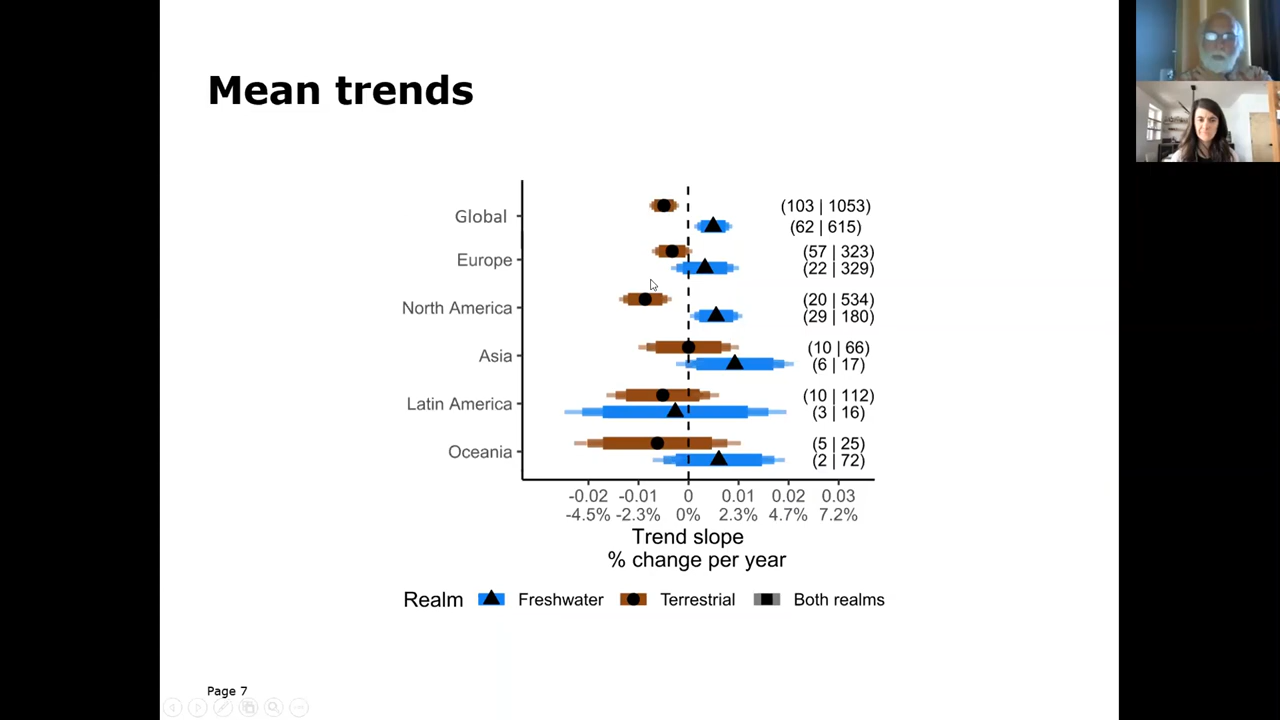 Mean trends
Global
(103 | 1053)
(62 | 615)
Europe
(57 | 323)
(22 | 329)
North America
(20 | 534)
(29 | 180)
Asia
(10 | 66)
(6 | 17)
Latin America
(10 | 112)
(3 | 16)
Oceania
(5 | 25)
(2 | 72)
-0.02 -0.01 0 0.01 0.02 0.03
-4.5% -2.3% 0% 2.3% 4.7% 7.2%
Trend slope
% change per year
Realm Freshwater Terrestrial Both realms
Page 7